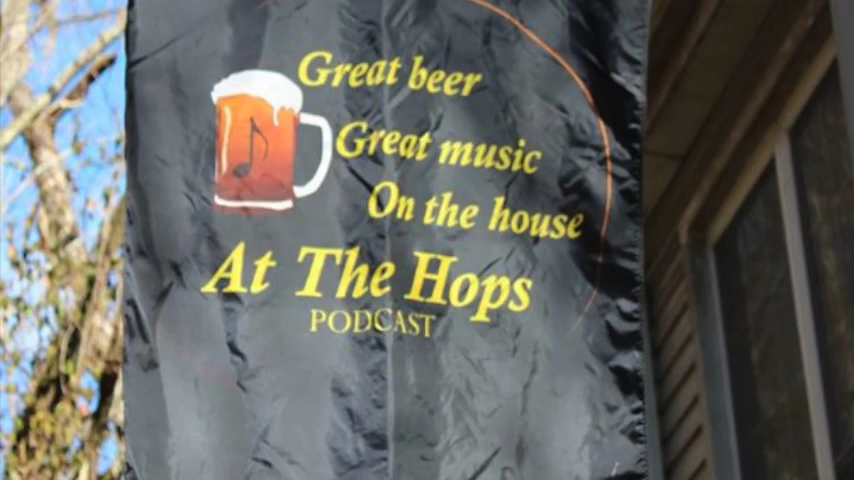 Great beer
Great music
On the house
At The Hops
PODCAST